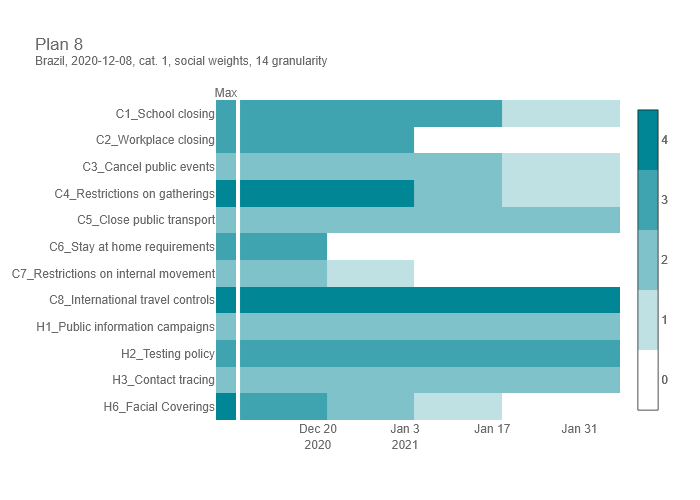 Plan 8
Brazil, 2020-12-08, cat. 1, social weights, 14 granularity
Max
C1_School closing
C2_Workplace closing
C3_Cancel public events
C4_Restrictions on gatherings
C5_Close public transport
C6_Stay at home requirements
C7_Restrictions on internal movement
C8_International travel controls
H1_Public information campaigns
H2_Testing policy
H3_Contact tracing
H6_Facial Coverings
4
3
2
1
0
Dec 20 Jan 3 Jan 17 Jan 31
2020 2021